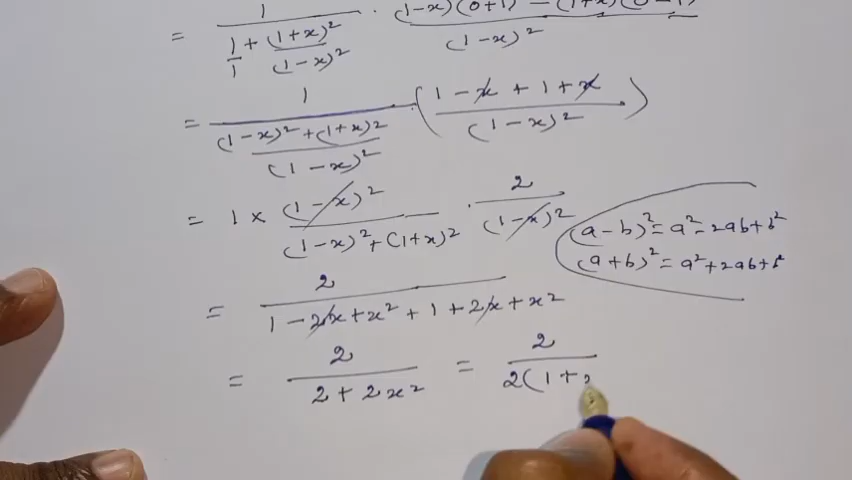 = 1 / (1/1 + (1+x)² / (1-x)²) · ((1-x)(0+1) - (1+x)(0-1)) / (1-x)²
= 1 / (((1-x)² + (1+x)²) / (1-x)²) ((1 - x + 1 + x) / (1-x)²)
= 1 × (1-x)² / ((1-x)² + (1+x)²) · 2 / (1-x)²
(a-b)² = a² - 2ab + b²
(a+b)² = a² + 2ab + b²
= 2 / (1 - 2x + x² + 1 + 2x + x²)
= 2 / (2 + 2x²) = 2 / 2(1 +